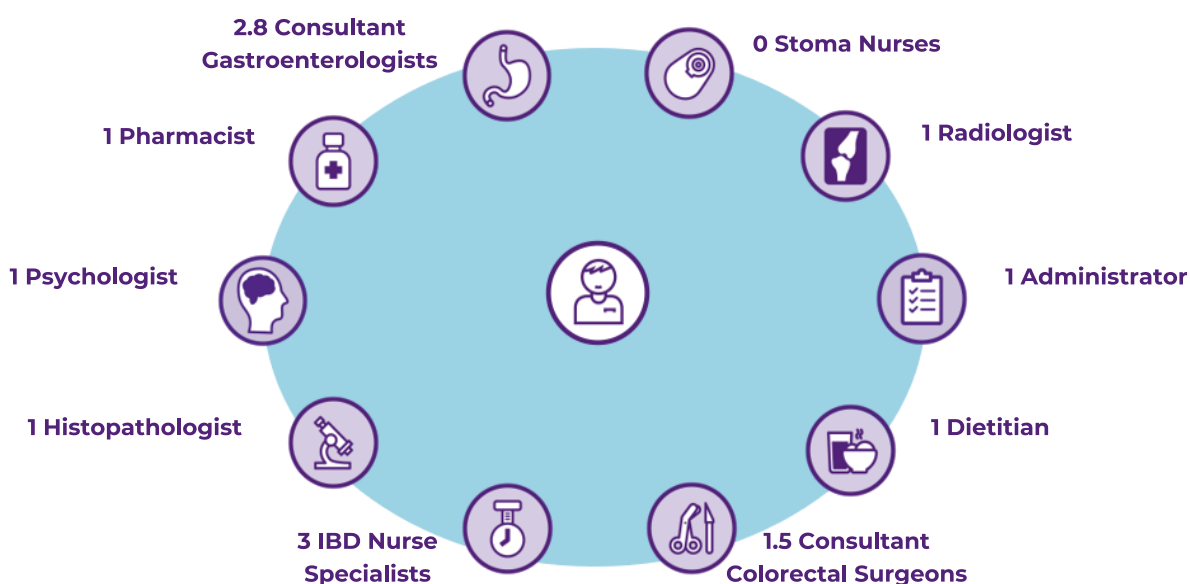 2.8 Consultant
Gastroenterologists
0 Stoma Nurses
1 Pharmacist
1 Radiologist
1 Psychologist
1 Administrator
1 Histopathologist
1 Dietitian
3 IBD Nurse
Specialists
1.5 Consultant
Colorectal Surgeons